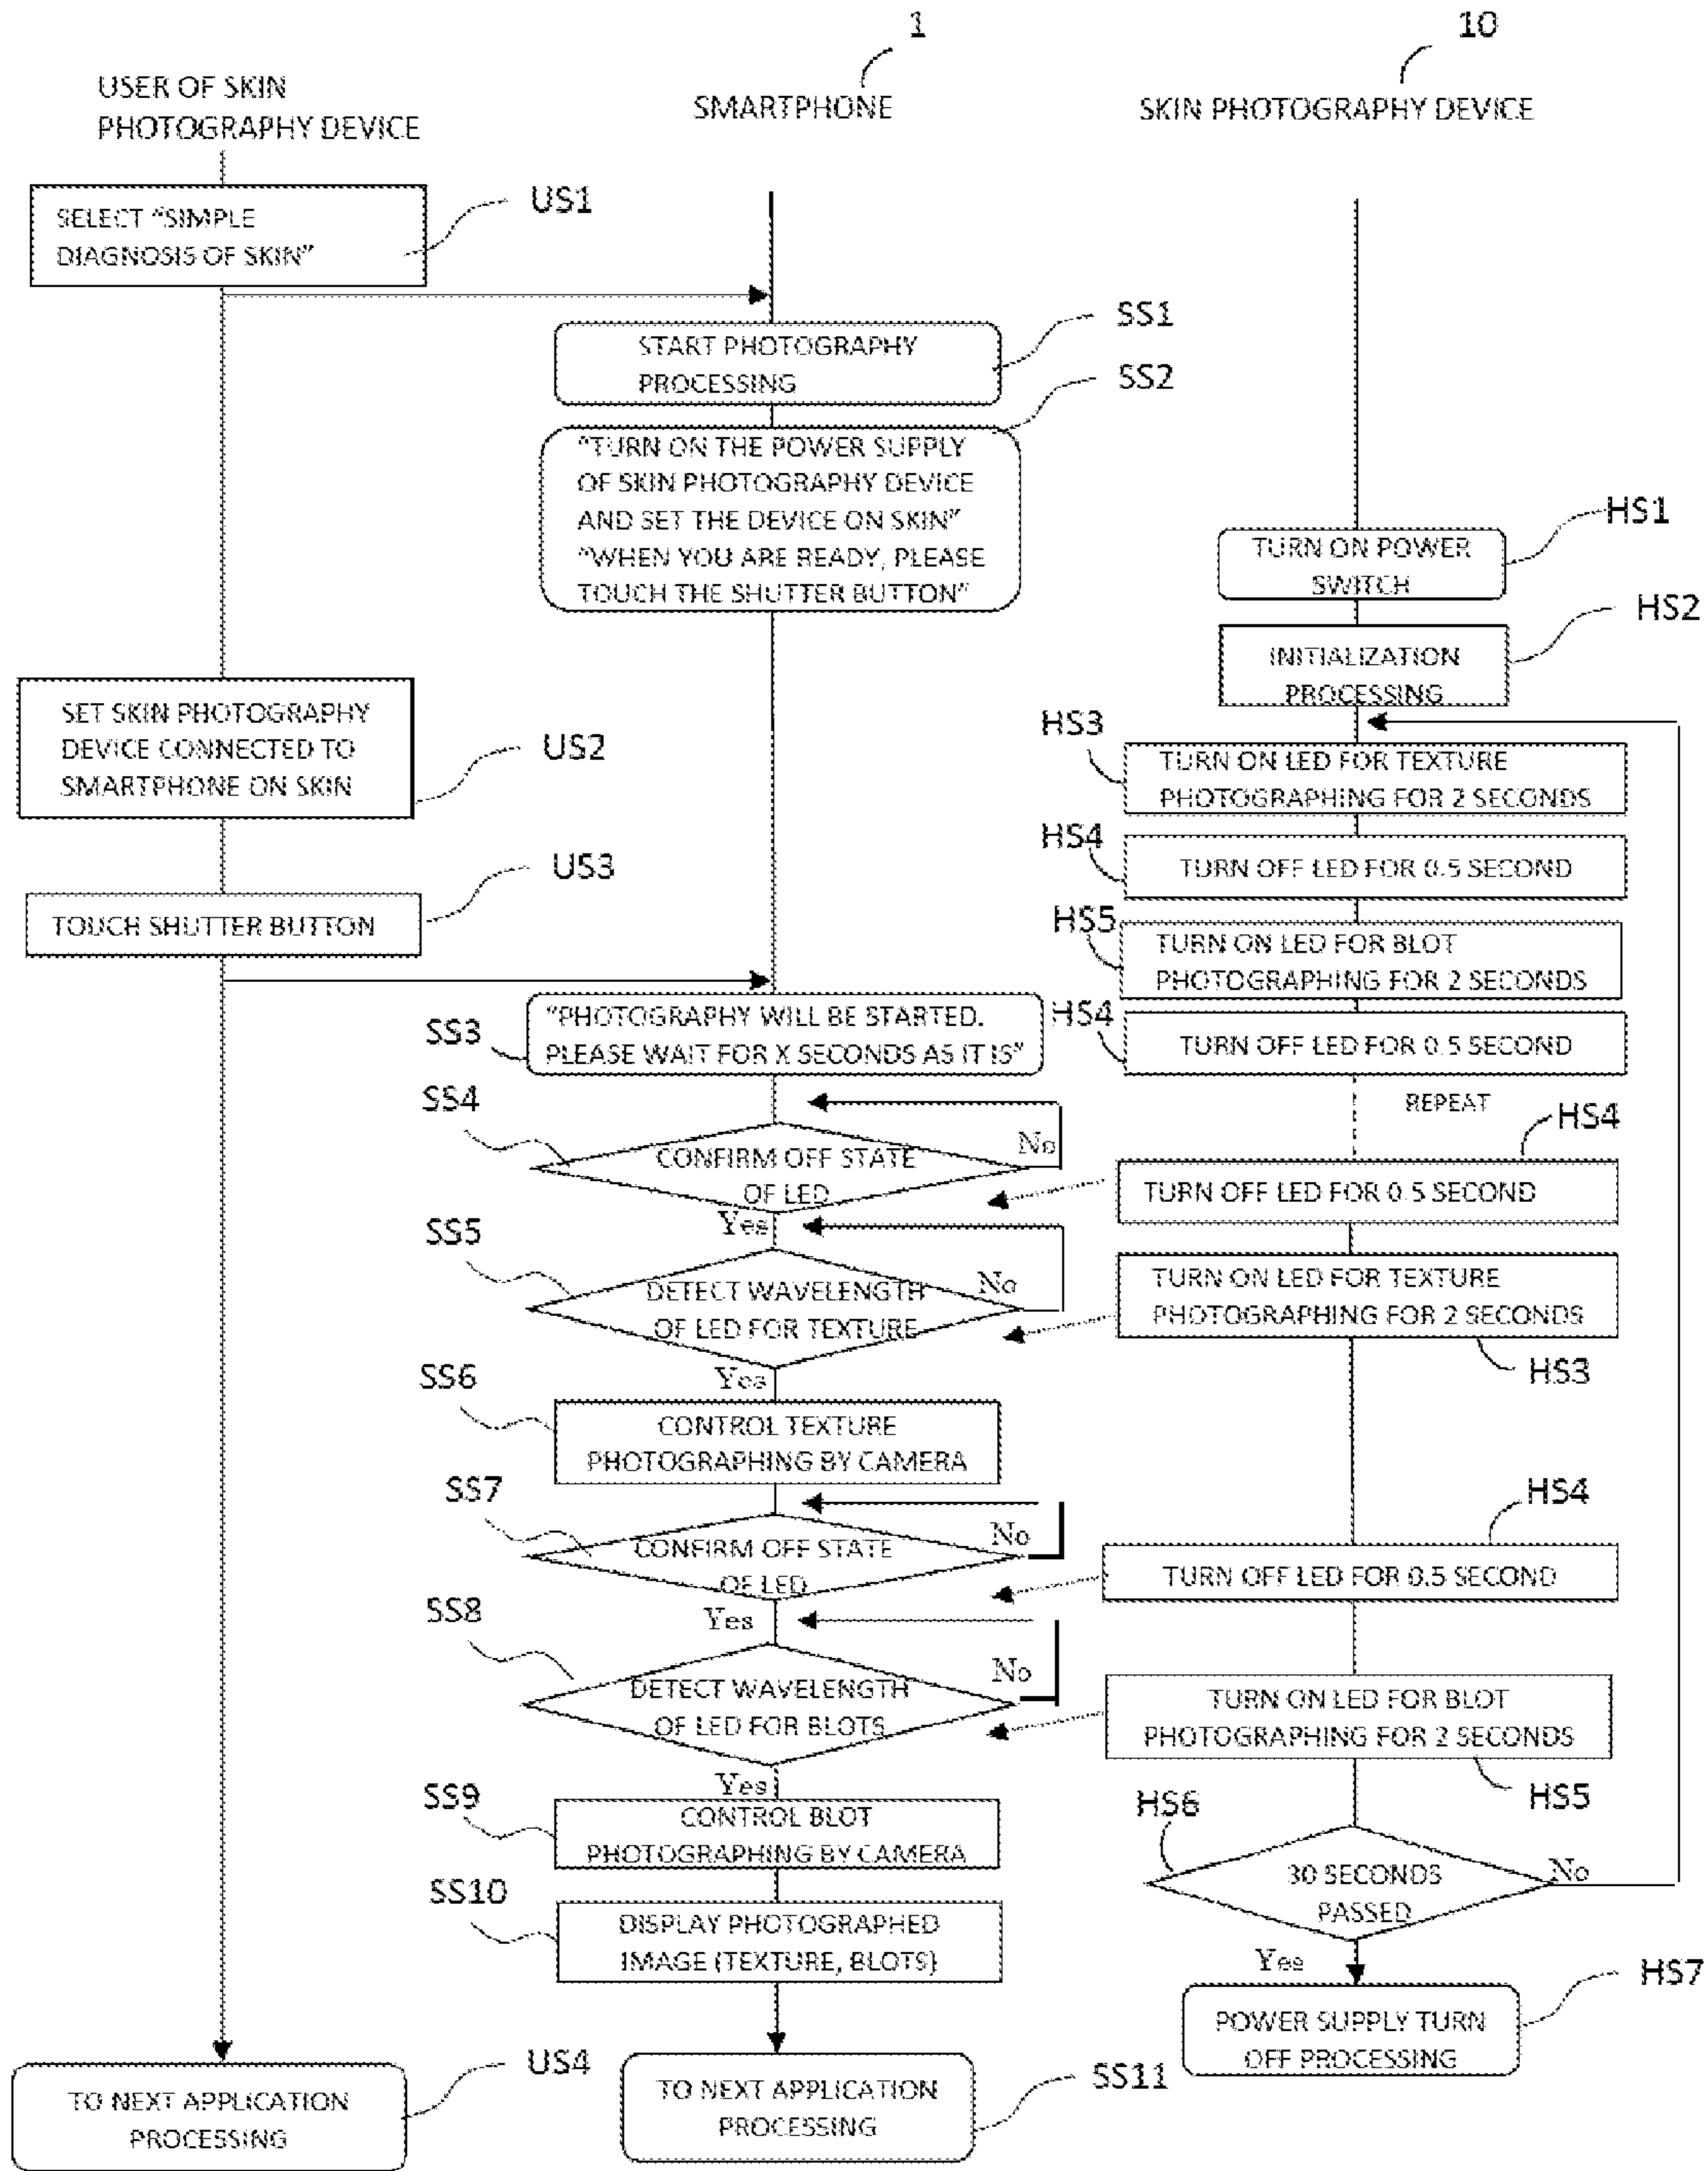 1
10
USER OF SKIN
PHOTOGRAPHY DEVICE
SMARTPHONE
SKIN PHOTOGRAPHY DEVICE
SELECT "SIMPLE
DIAGNOSIS OF SKIN"
US1
START PHOTOGRAPHY
PROCESSING
SS1
SS2
"TURN ON THE POWER SUPPLY
OF SKIN PHOTOGRAPHY DEVICE
AND SET THE DEVICE ON SKIN"
"WHEN YOU ARE READY, PLEASE
TOUCH THE SHUTTER BUTTON"
HS1
TURN ON POWER
SWITCH
HS2
INITIALIZATION
PROCESSING
SET SKIN PHOTOGRAPHY
DEVICE CONNECTED TO
SMARTPHONE ON SKIN
US2
HS3
TURN ON LED FOR TEXTURE
PHOTOGRAPHING FOR 2 SECONDS
HS4
TURN OFF LED FOR 0.5 SECOND
US3
TOUCH SHUTTER BUTTON
HS5
TURN ON LED FOR BLOT
PHOTOGRAPHING FOR 2 SECONDS
SS3
"PHOTOGRAPHY WILL BE STARTED.
PLEASE WAIT FOR X SECONDS AS IT IS"
HS4
TURN OFF LED FOR 0.5 SECOND
REPEAT
SS4
CONFIRM OFF STATE
OF LED
No
Yes
HS4
TURN OFF LED FOR 0.5 SECOND
SS5
DETECT WAVELENGTH
OF LED FOR TEXTURE
No
Yes
TURN ON LED FOR TEXTURE
PHOTOGRAPHING FOR 2 SECONDS
HS3
SS6
CONTROL TEXTURE
PHOTOGRAPHING BY CAMERA
SS7
CONFIRM OFF STATE
OF LED
No
Yes
HS4
TURN OFF LED FOR 0.5 SECOND
SS8
DETECT WAVELENGTH
OF LED FOR BLOTS
No
Yes
TURN ON LED FOR BLOT
PHOTOGRAPHING FOR 2 SECONDS
HS5
SS9
CONTROL BLOT
PHOTOGRAPHING BY CAMERA
HS6
30 SECONDS
PASSED
No
Yes
SS10
DISPLAY PHOTOGRAPHED
IMAGE (TEXTURE, BLOTS)
HS7
POWER SUPPLY TURN
OFF PROCESSING
US4
TO NEXT APPLICATION
PROCESSING
SS11
TO NEXT APPLICATION
PROCESSING